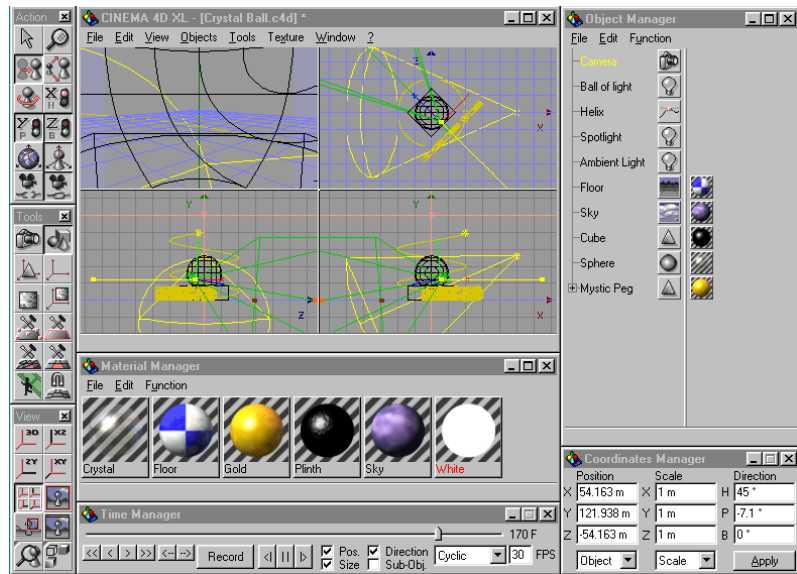 Action
CINEMA 4D XL - [Crystal Ball.c4d] *
File Edit View Objects Tools Texture Window ?
Object Manager
File Edit Function
Camera
Ball of light
Helix
Spotlight
Ambient Light
Floor
Sky
Cube
Sphere
Mystic Peg
X
H
Y
P
Z
B
X
Y
Z
Y
X
Tools
View
3D
XZ
ZY
XY
Material Manager
File Edit Function
Crystal Floor Gold Plinth Sky White
Time Manager
170 F
<< < > >> Record Pos. Direction Cyclic 30 FPS
Size Sub-Obj.
Coordinates Manager
Position Scale Direction
X 54.163 m X 1 m H 45 °
Y 121.938 m Y 1 m P -7.1 °
Z -54.163 m Z 1 m B 0 °
Object Scale Apply